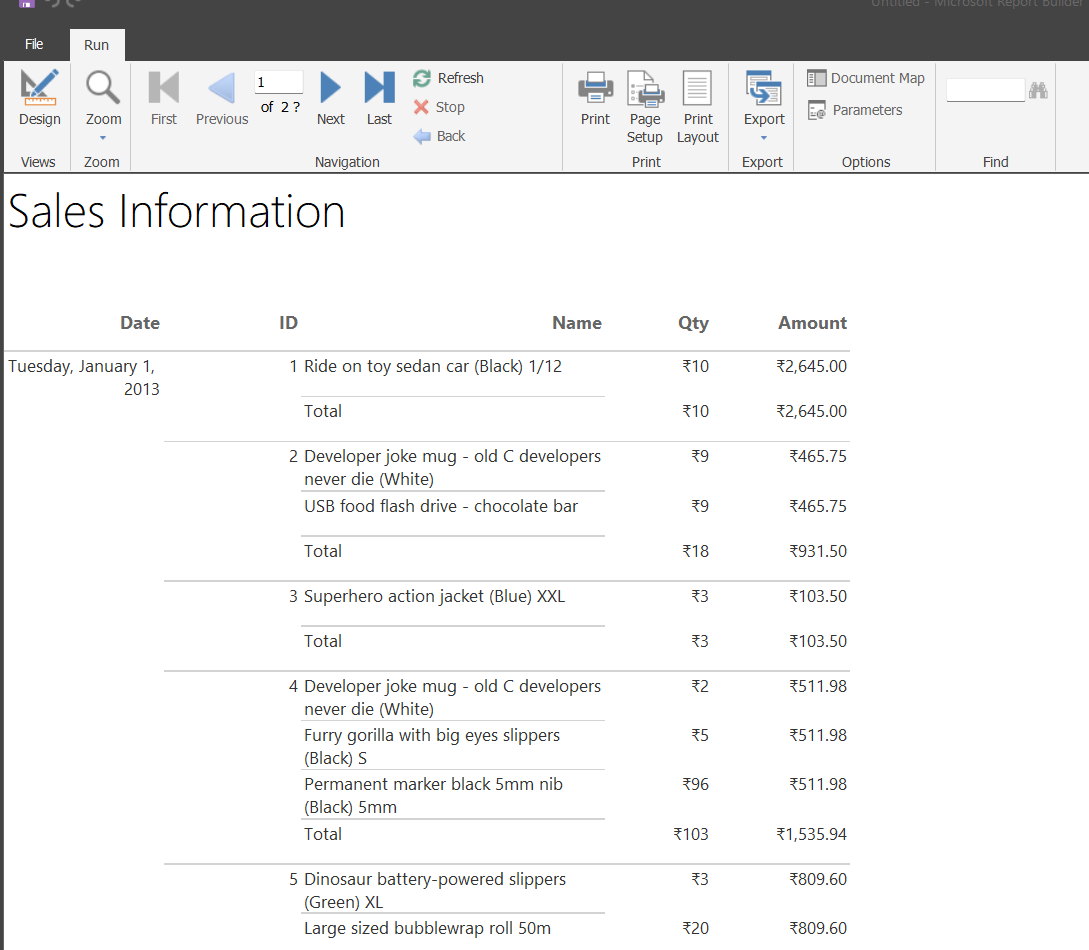 Untitled - Microsoft Report Builder
File Run
Design
Zoom
First
Previous
1
of 2 ?
Next
Last
Refresh
Stop
Back
Print
Page
Setup
Print
Layout
Export
Document Map
Parameters
Views Zoom Navigation Print Export Options Find
Sales Information
Date ID Name Qty Amount
Tuesday, January 1, 1 Ride on toy sedan car (Black) 1/12 ₹10 ₹2,645.00
2013
Total ₹10 ₹2,645.00
2 Developer joke mug - old C developers ₹9 ₹465.75
never die (White)
USB food flash drive - chocolate bar ₹9 ₹465.75
Total ₹18 ₹931.50
3 Superhero action jacket (Blue) XXL ₹3 ₹103.50
Total ₹3 ₹103.50
4 Developer joke mug - old C developers ₹2 ₹511.98
never die (White)
Furry gorilla with big eyes slippers ₹5 ₹511.98
(Black) S
Permanent marker black 5mm nib ₹96 ₹511.98
(Black) 5mm
Total ₹103 ₹1,535.94
5 Dinosaur battery-powered slippers ₹3 ₹809.60
(Green) XL
Large sized bubblewrap roll 50m ₹20 ₹809.60